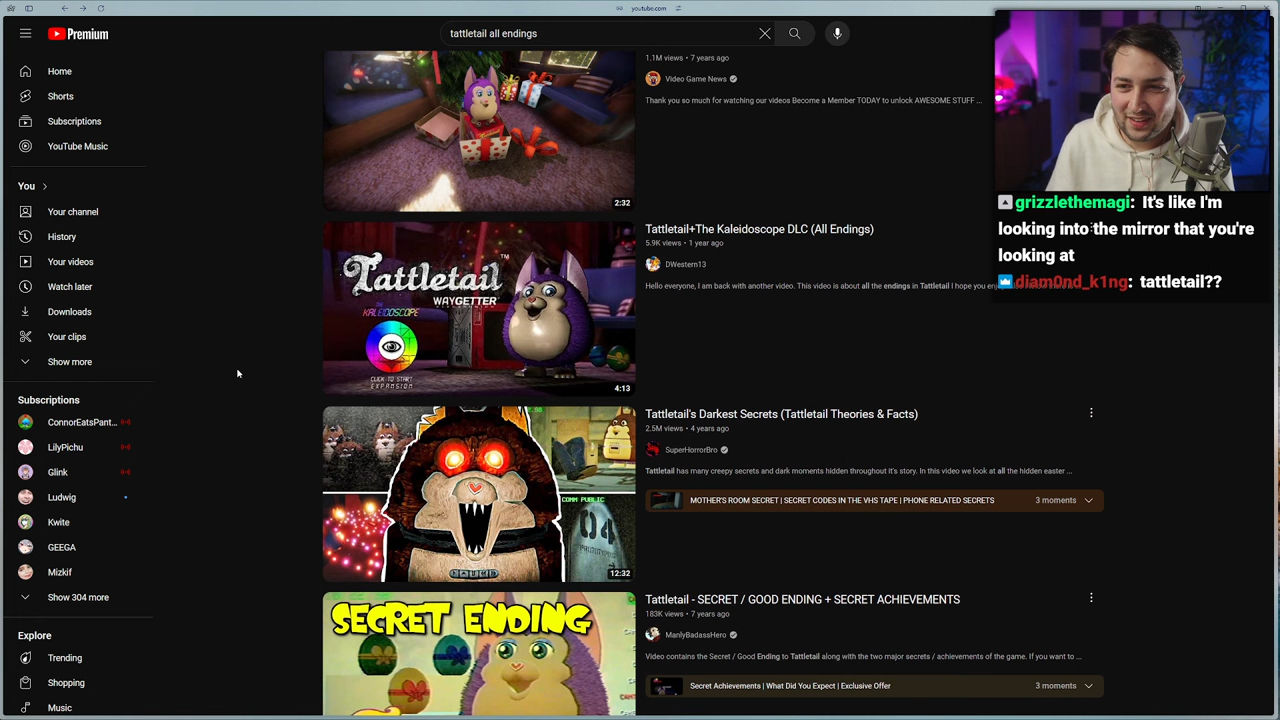 youtube.com
Premium
tattletail all endings
Home
Shorts
Subscriptions
YouTube Music
You
Your channel
History
Your videos
Watch later
Downloads
Your clips
Show more
Subscriptions
ConnorEatsPant...
LilyPichu
Glink
Ludwig
Kwite
GEEGA
Mizkif
Show 304 more
Explore
Trending
Shopping
Music
2:32
1.1M views • 7 years ago
Video Game News
Thank you so much for watching our videos Become a Member TODAY to unlock AWESOME STUFF ...
Tattletail™
WAYGETTER
KALEIDOSCOPE
CLICK TO START
EXPANSION
4:13
Tattletail+The Kaleidoscope DLC (All Endings)
5.9K views • 1 year ago
DWestern13
Hello everyone, I am back with another video. This video is about all the endings in Tattletail I hope you
COMM PUBLIC
04
12:32
Tattletail's Darkest Secrets (Tattletail Theories & Facts)
2.5M views • 4 years ago
SuperHorrorBro
Tattletail has many creepy secrets and dark moments hidden throughout it's story. In this video we look at all the hidden easter ...
MOTHER'S ROOM SECRET | SECRET CODES IN THE VHS TAPE | PHONE RELATED SECRETS
3 moments
SECRET ENDING
Tattletail - SECRET / GOOD ENDING + SECRET ACHIEVEMENTS
183K views • 7 years ago
ManlyBadassHero
Video contains the Secret / Good Ending to Tattletail along with the two major secrets / achievements of the game. If you want to ...
Secret Achievements | What Did You Expect | Exclusive Offer
3 moments
grizzlethemagi: It's like I'm
looking into the mirror that you're
looking at
diam0nd_k1ng: tattletail??